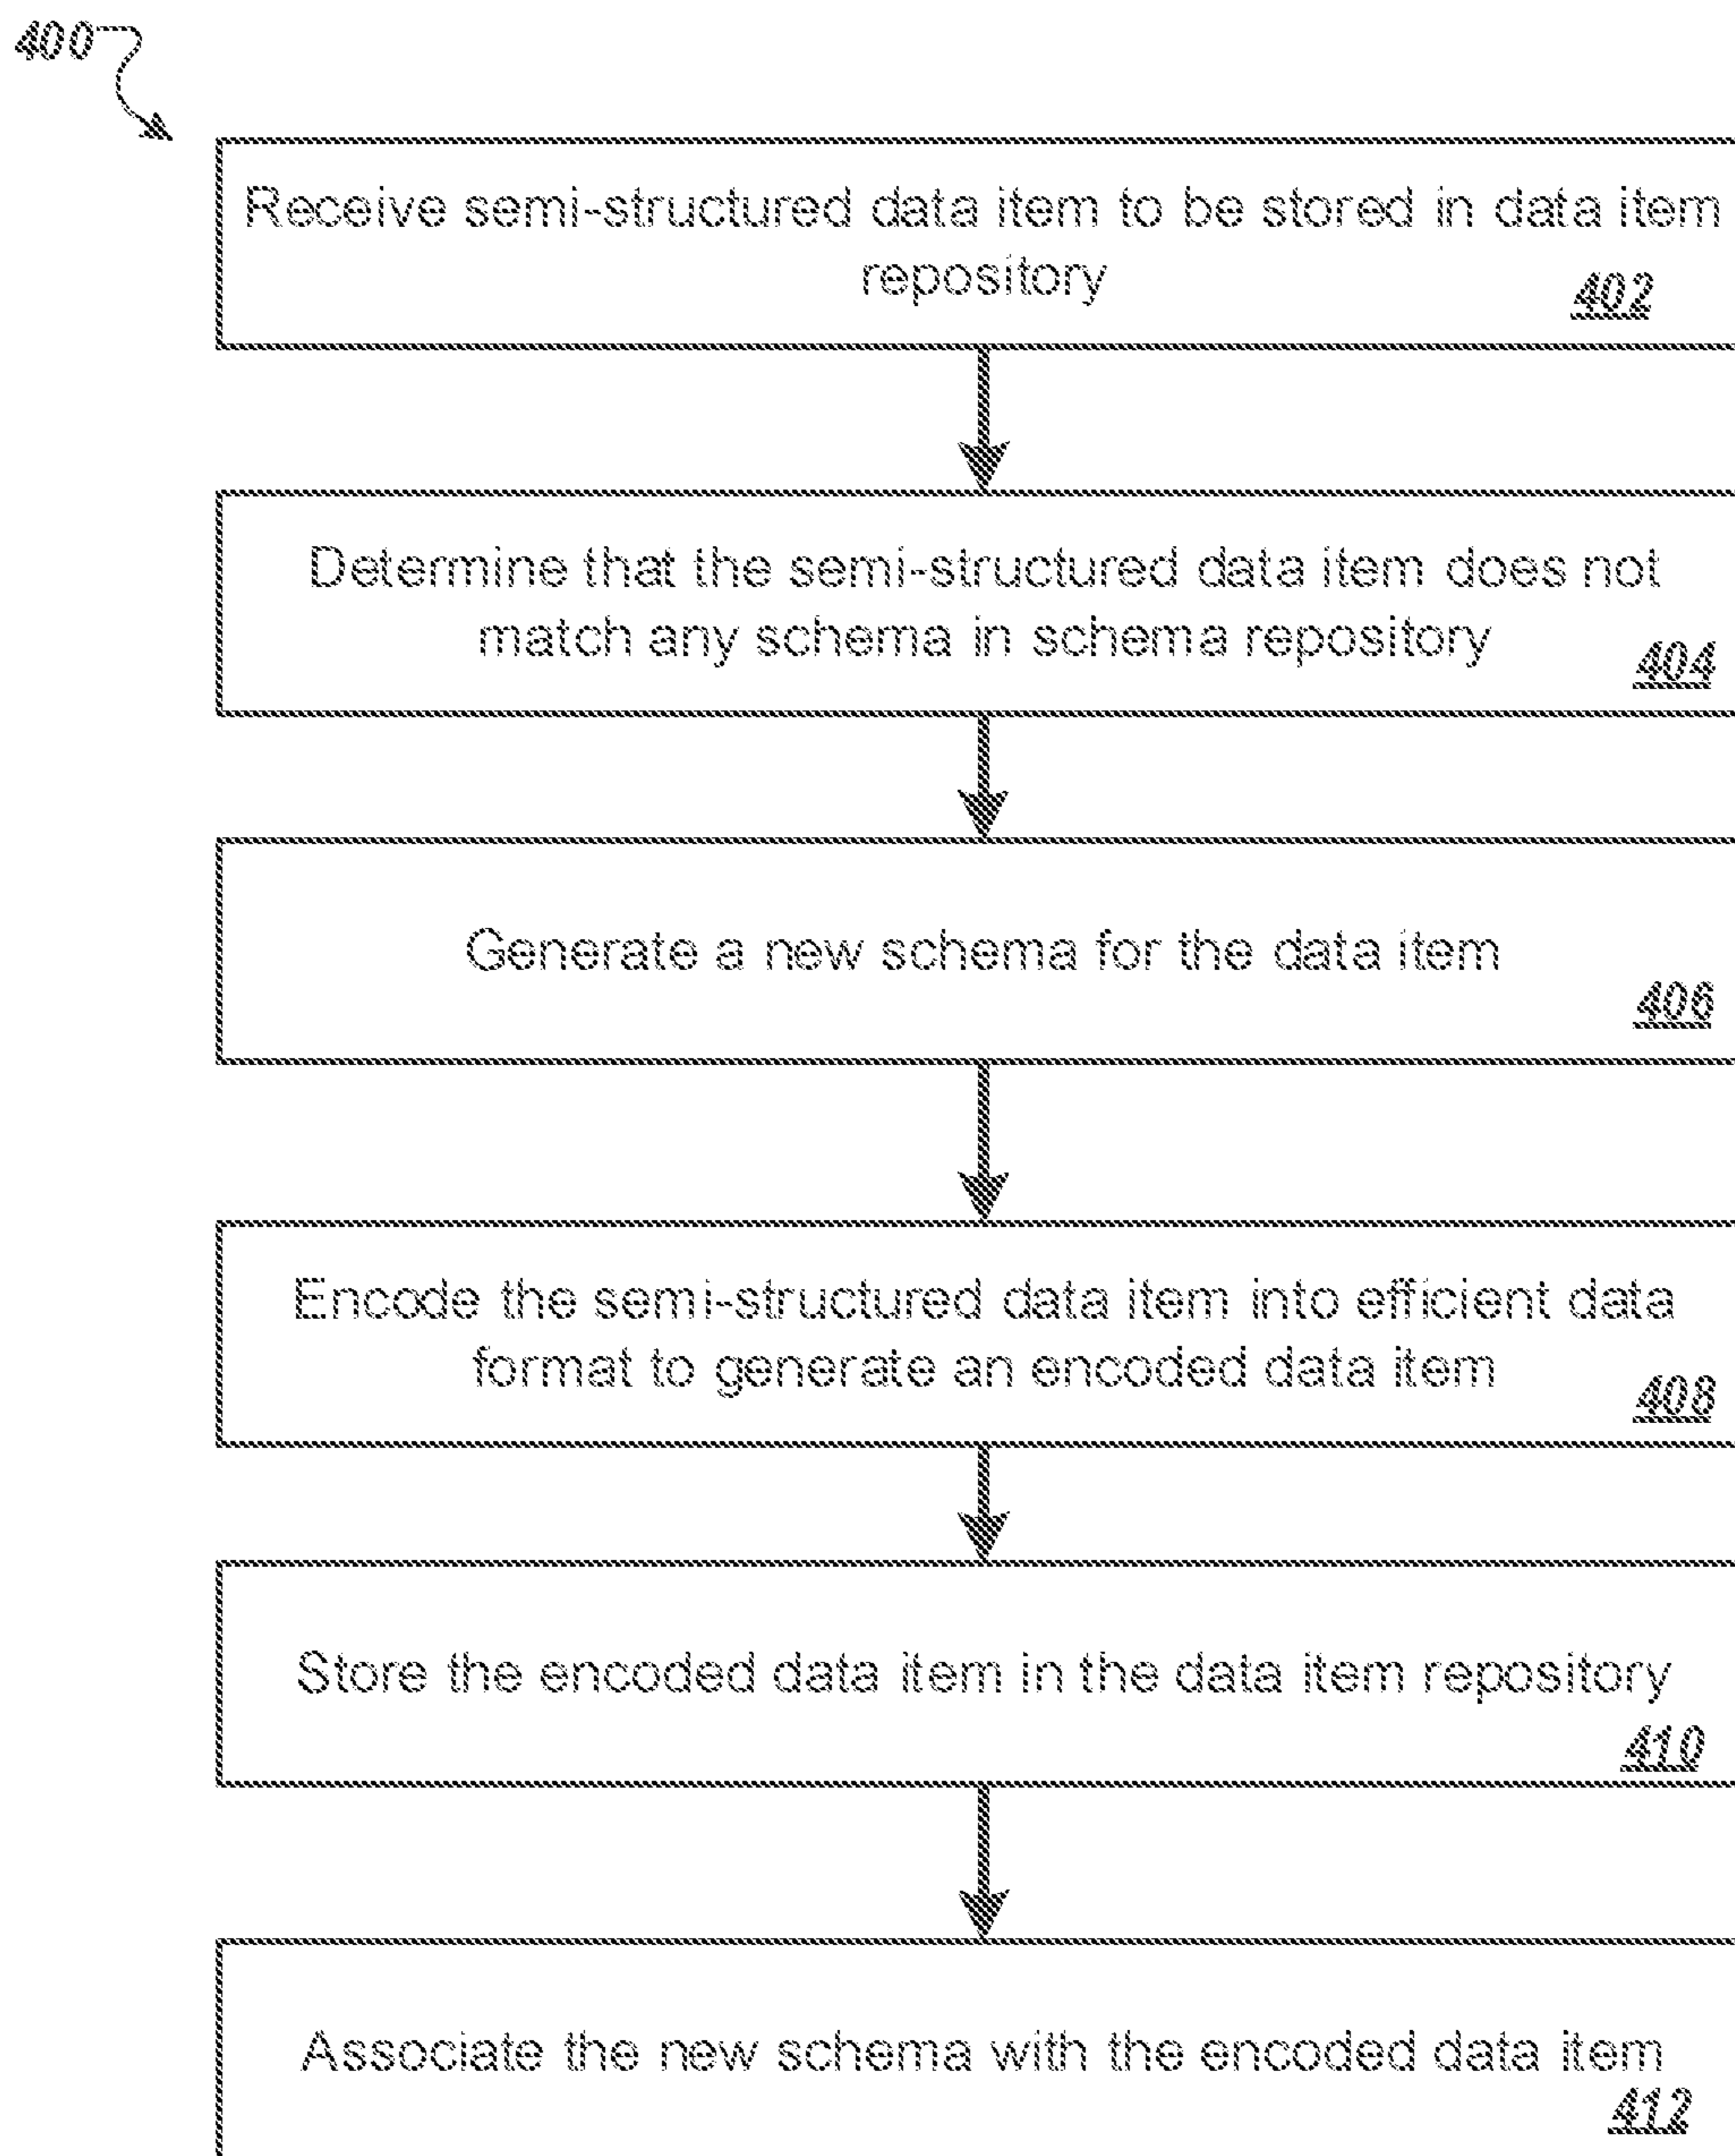 400
Receive semi-structured data item to be stored in data item
repository
402
Determine that the semi-structured data item does not
match any schema in schema repository
404
Generate a new schema for the data item
406
Encode the semi-structured data item into efficient data
format to generate an encoded data item
408
Store the encoded data item in the data item repository
410
Associate the new schema with the encoded data item
412